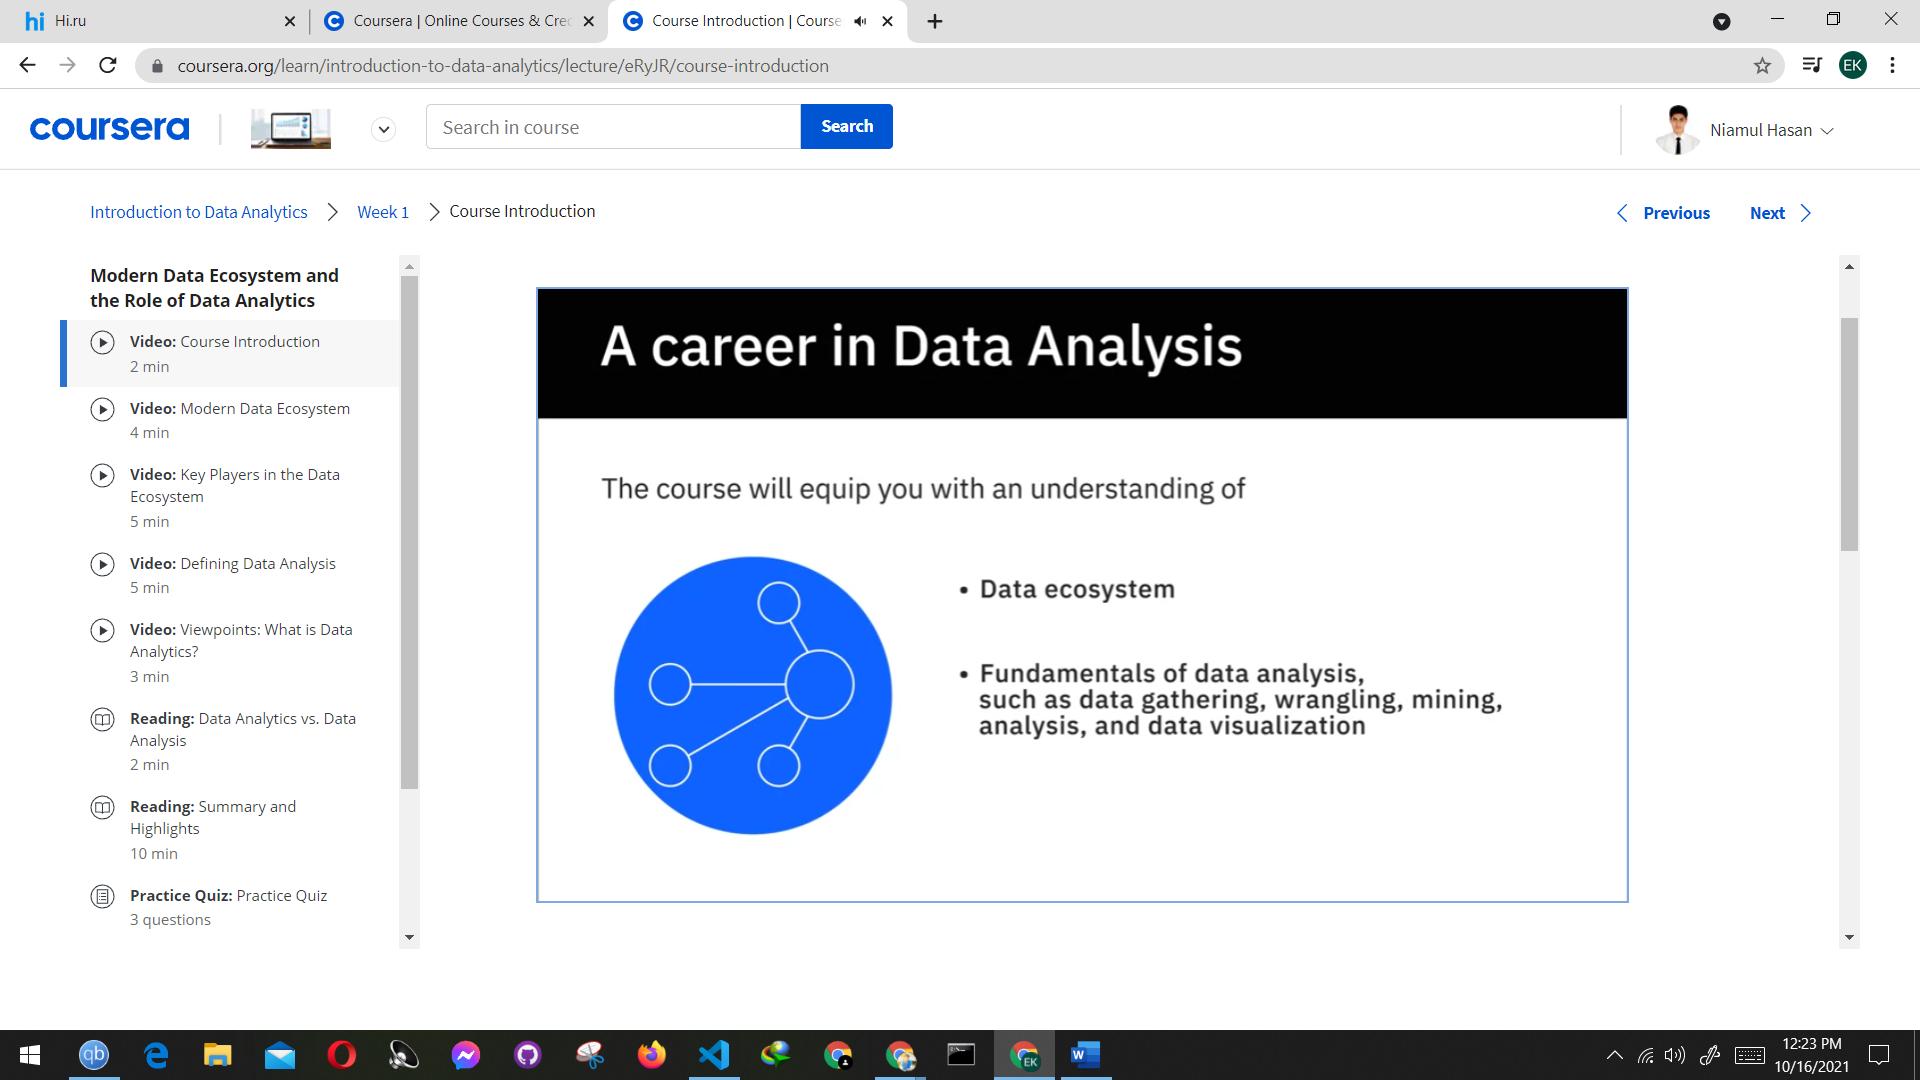 hi Hi.ru
Coursera | Online Courses & Cre
Course Introduction | Course
coursera.org/learn/introduction-to-data-analytics/lecture/eRyJR/course-introduction
EK
coursera
Search in course
Search
Niamul Hasan
Introduction to Data Analytics
Week 1
Course Introduction
Previous
Next
Modern Data Ecosystem and
the Role of Data Analytics
Video: Course Introduction
2 min
Video: Modern Data Ecosystem
4 min
Video: Key Players in the Data
Ecosystem
5 min
Video: Defining Data Analysis
5 min
Video: Viewpoints: What is Data
Analytics?
3 min
Reading: Data Analytics vs. Data
Analysis
2 min
Reading: Summary and
Highlights
10 min
Practice Quiz: Practice Quiz
3 questions
A career in Data Analysis
The course will equip you with an understanding of
• Data ecosystem
• Fundamentals of data analysis,
such as data gathering, wrangling, mining,
analysis, and data visualization
qb
EK
W
12:23 PM
10/16/2021